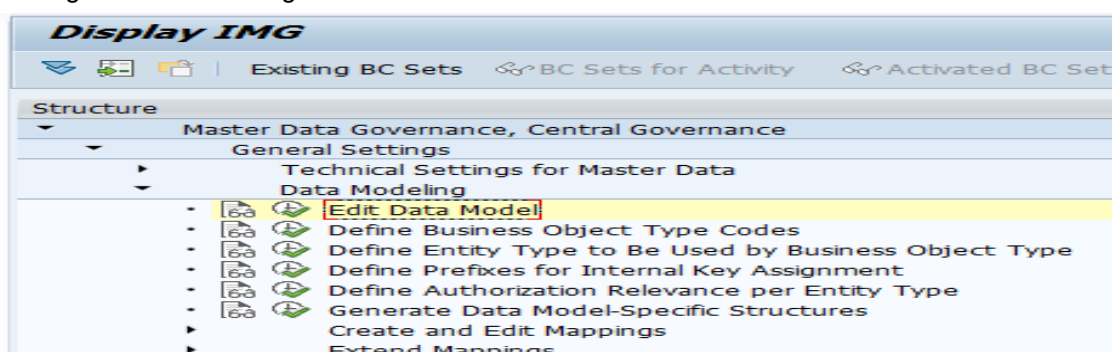 Display IMG
Existing BC Sets BC Sets for Activity Activated BC Set
Structure
Master Data Governance, Central Governance
General Settings
Technical Settings for Master Data
Data Modeling
Edit Data Model
Define Business Object Type Codes
Define Entity Type to Be Used by Business Object Type
Define Prefixes for Internal Key Assignment
Define Authorization Relevance per Entity Type
Generate Data Model-Specific Structures
Create and Edit Mappings
Extend Mappings